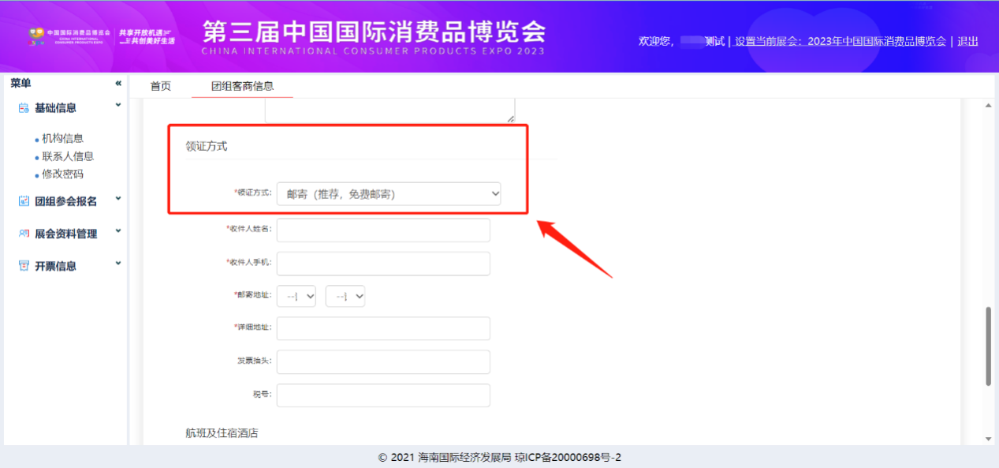 中国国际消费品博览会
CHINA INTERNATIONAL
CONSUMER PRODUCTS EXPO
共享开放机遇
共创美好生活
第三届中国国际消费品博览会
CHINA INTERNATIONAL CONSUMER PRODUCTS EXPO 2023
欢迎您, 测试 | 设置当前展会：2023年中国国际消费品博览会 | 退出
菜单 «
首页 团组客商信息
基础信息
机构信息
联系人信息
修改密码
团组参会报名
展会资料管理
开票信息
领证方式
*领证方式: 邮寄（推荐，免费邮寄）
*收件人姓名:
*收件人手机:
*邮寄地址: -- --
*详细地址:
发票抬头:
税号:
航班及住宿酒店
© 2021 海南国际经济发展局 琼ICP备20000698号-2